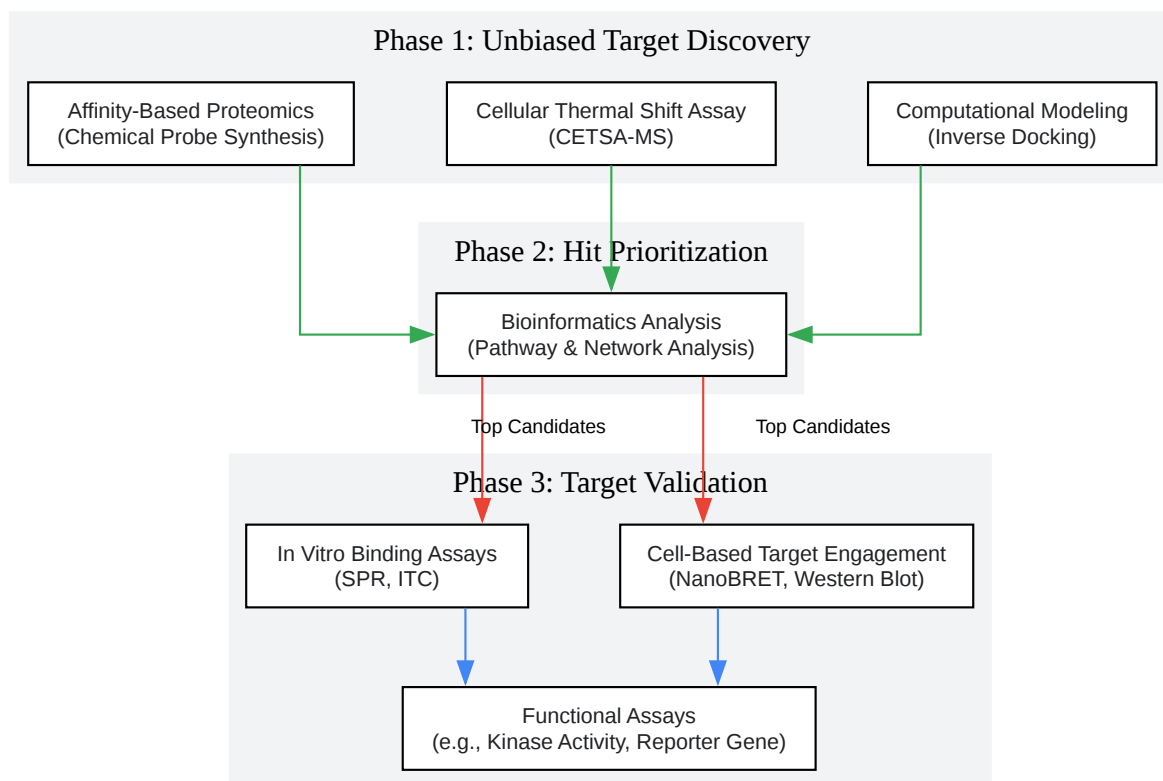 Phase 1: Unbiased Target Discovery
Affinity-Based Proteomics
(Chemical Probe Synthesis)
Cellular Thermal Shift Assay
(CETSA-MS)
Computational Modeling
(Inverse Docking)
Phase 2: Hit Prioritization
Bioinformatics Analysis
(Pathway & Network Analysis)
Top Candidates
Top Candidates
Phase 3: Target Validation
In Vitro Binding Assays
(SPR, ITC)
Cell-Based Target Engagement
(NanoBRET, Western Blot)
Functional Assays
(e.g., Kinase Activity, Reporter Gene)